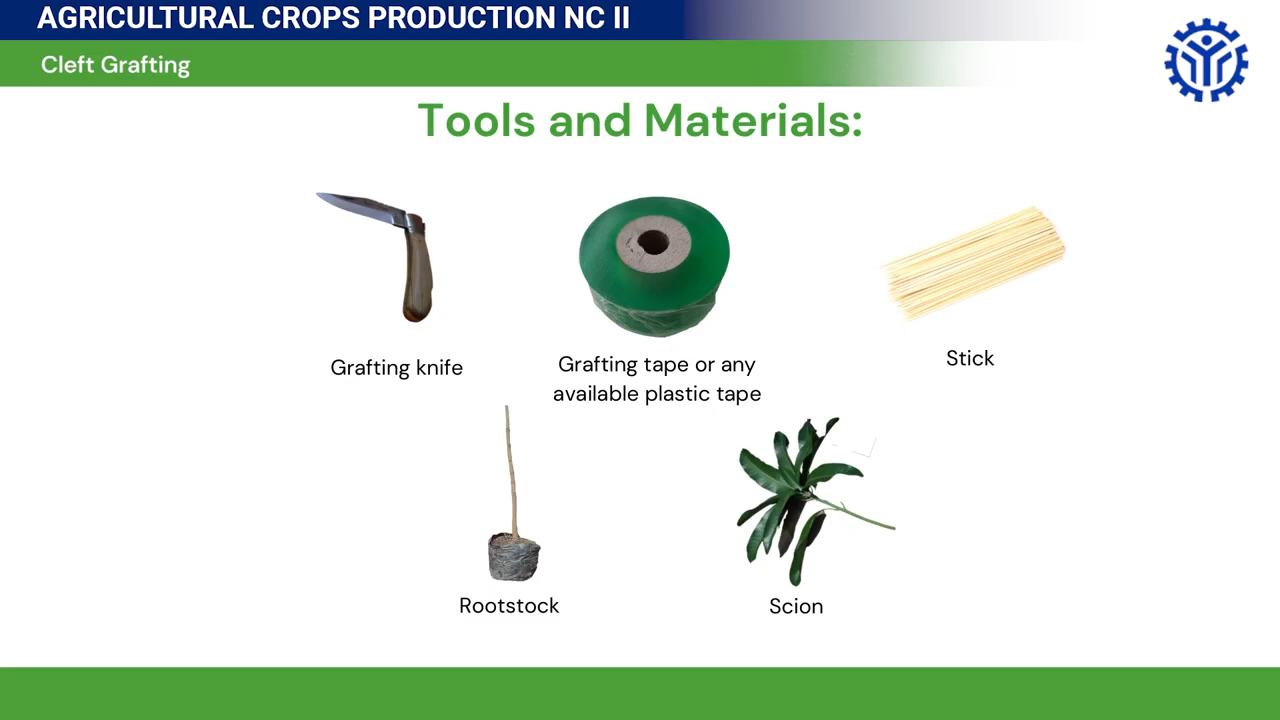 AGRICULTURAL CROPS PRODUCTION NC II
Cleft Grafting
Tools and Materials:
Grafting knife
Grafting tape or any
available plastic tape
Stick
Rootstock
Scion